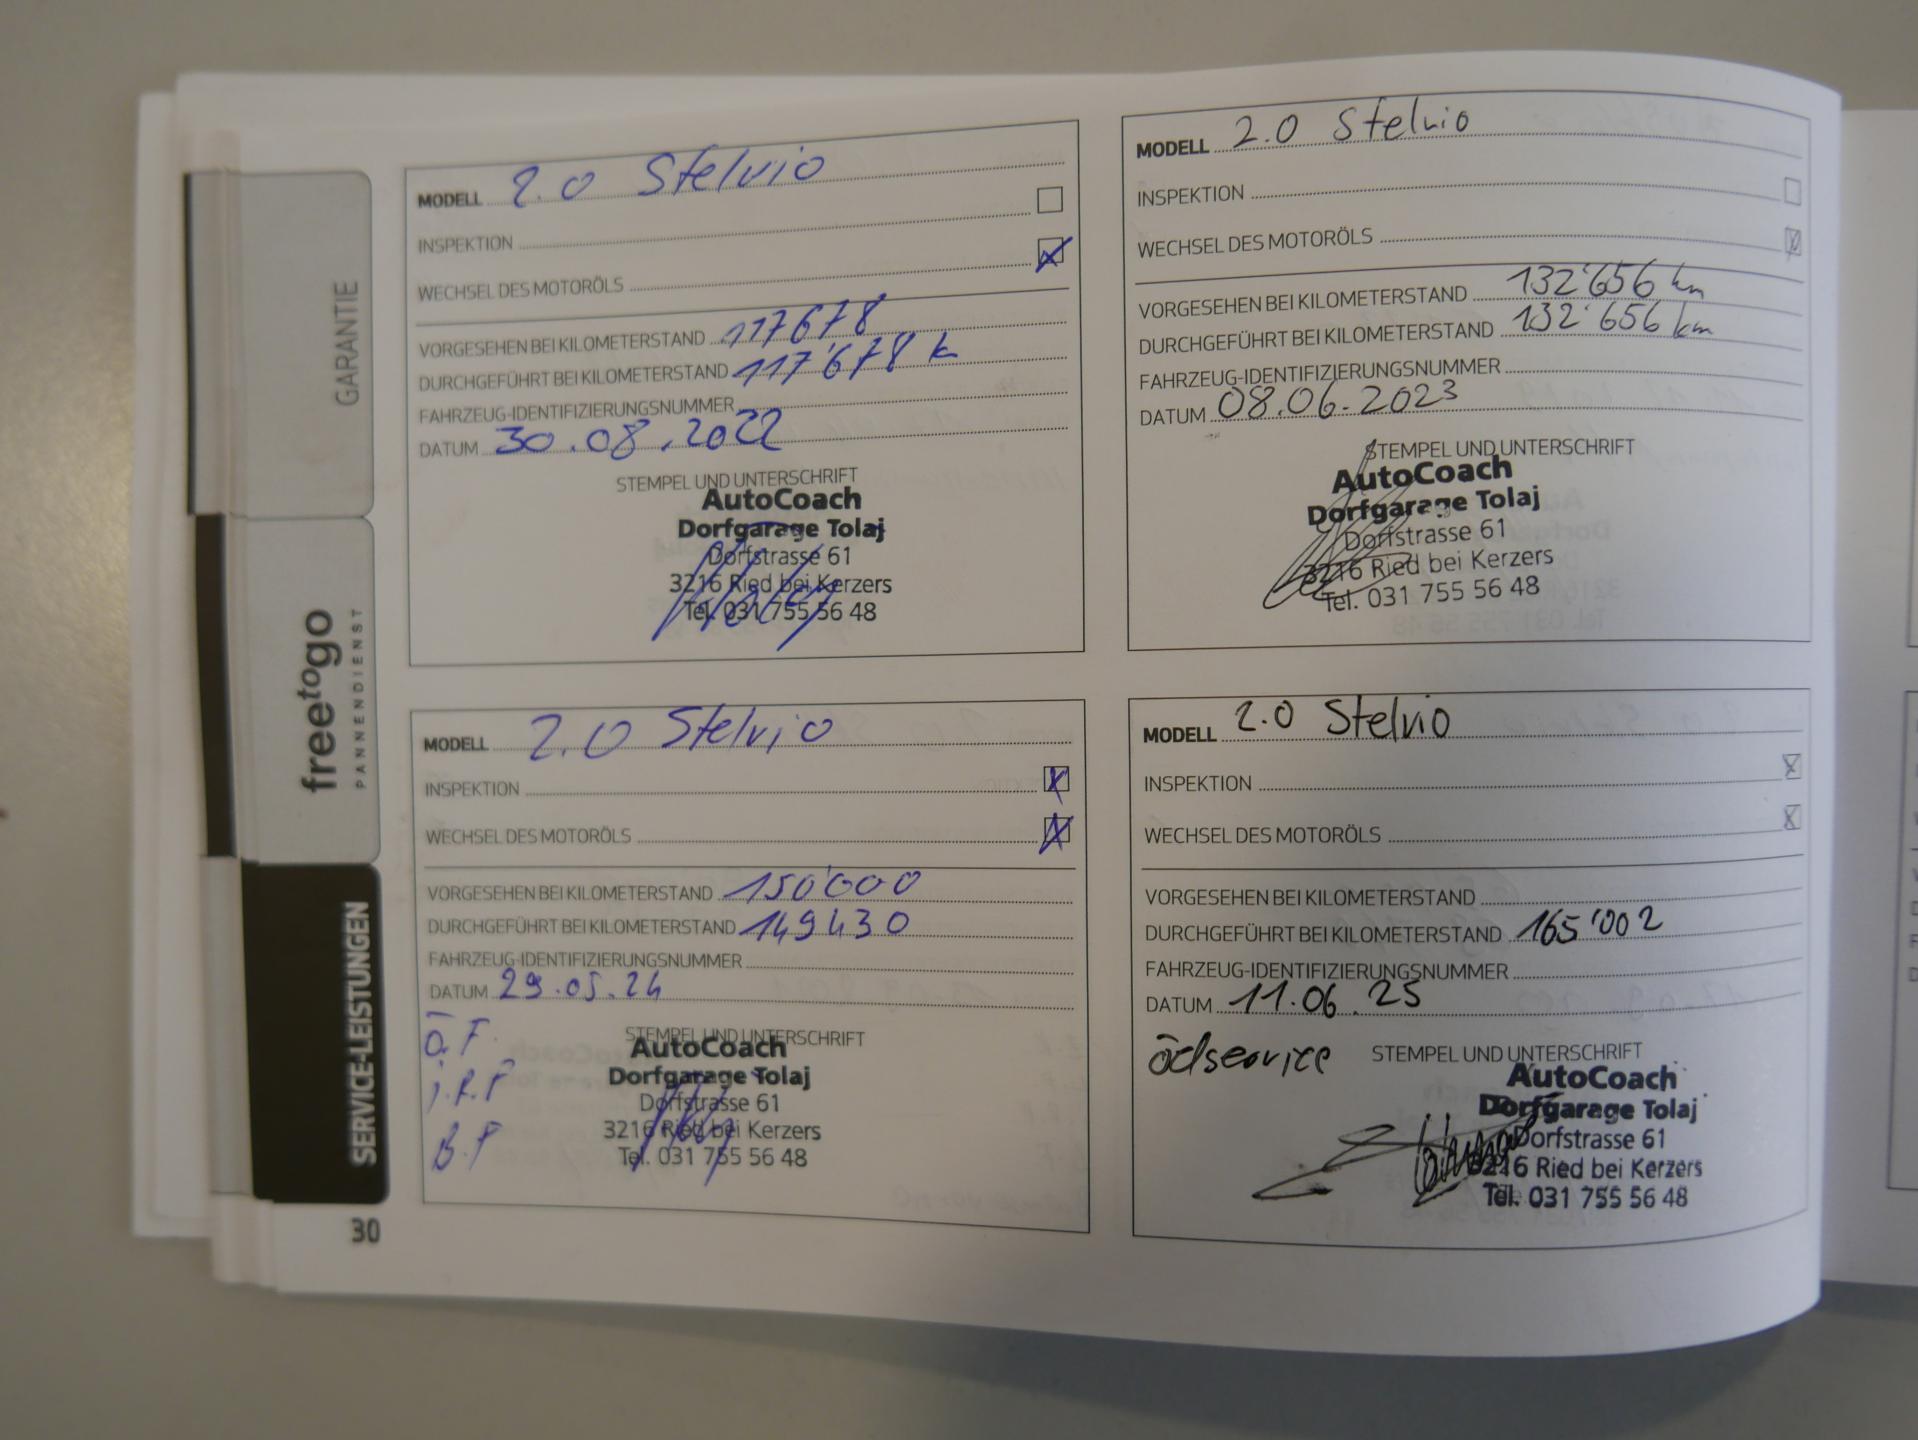 GARANTIE
freetogo
PANNENDIENST
SERVICE-LEISTUNGEN
30
MODELL 2.0 Stelvio
INSPEKTION
WECHSEL DES MOTORÖLS
VORGESEHEN BEI KILOMETERSTAND 117678
DURCHGEFÜHRT BEI KILOMETERSTAND 117'678 k
FAHRZEUG-IDENTIFIZIERUNGSNUMMER
DATUM 30.08.2022
STEMPEL UND UNTERSCHRIFT
AutoCoach
Dorfgarage Tolaj
Dorfstrasse 61
3216 Ried bei Kerzers
Tel. 031 755 56 48
MODELL 2.0 Stelvio
INSPEKTION
WECHSEL DES MOTORÖLS
VORGESEHEN BEI KILOMETERSTAND 132'656 km
DURCHGEFÜHRT BEI KILOMETERSTAND 132'656 km
FAHRZEUG-IDENTIFIZIERUNGSNUMMER
DATUM 08.06.2023
STEMPEL UND UNTERSCHRIFT
AutoCoach
Dorfgarage Tolaj
Dorfstrasse 61
3216 Ried bei Kerzers
Tel. 031 755 56 48
MODELL 2.0 Stelvio
INSPEKTION X
WECHSEL DES MOTORÖLS X
VORGESEHEN BEI KILOMETERSTAND 150'000
DURCHGEFÜHRT BEI KILOMETERSTAND 149430
FAHRZEUG-IDENTIFIZIERUNGSNUMMER
DATUM 29.05.24
Ö.F
i.R.F
B.F
STEMPEL UND UNTERSCHRIFT
AutoCoach
Dorfgarage Tolaj
Dorfstrasse 61
3216 Ried bei Kerzers
Tel. 031 755 56 48
MODELL 2.0 Stelvio
INSPEKTION X
WECHSEL DES MOTORÖLS X
VORGESEHEN BEI KILOMETERSTAND
DURCHGEFÜHRT BEI KILOMETERSTAND 165'002
FAHRZEUG-IDENTIFIZIERUNGSNUMMER
DATUM 11.06.25
STEMPEL UND UNTERSCHRIFT
AutoCoach
Dorfgarage Tolaj
Dorfstrasse 61
3216 Ried bei Kerzers
Tel. 031 755 56 48